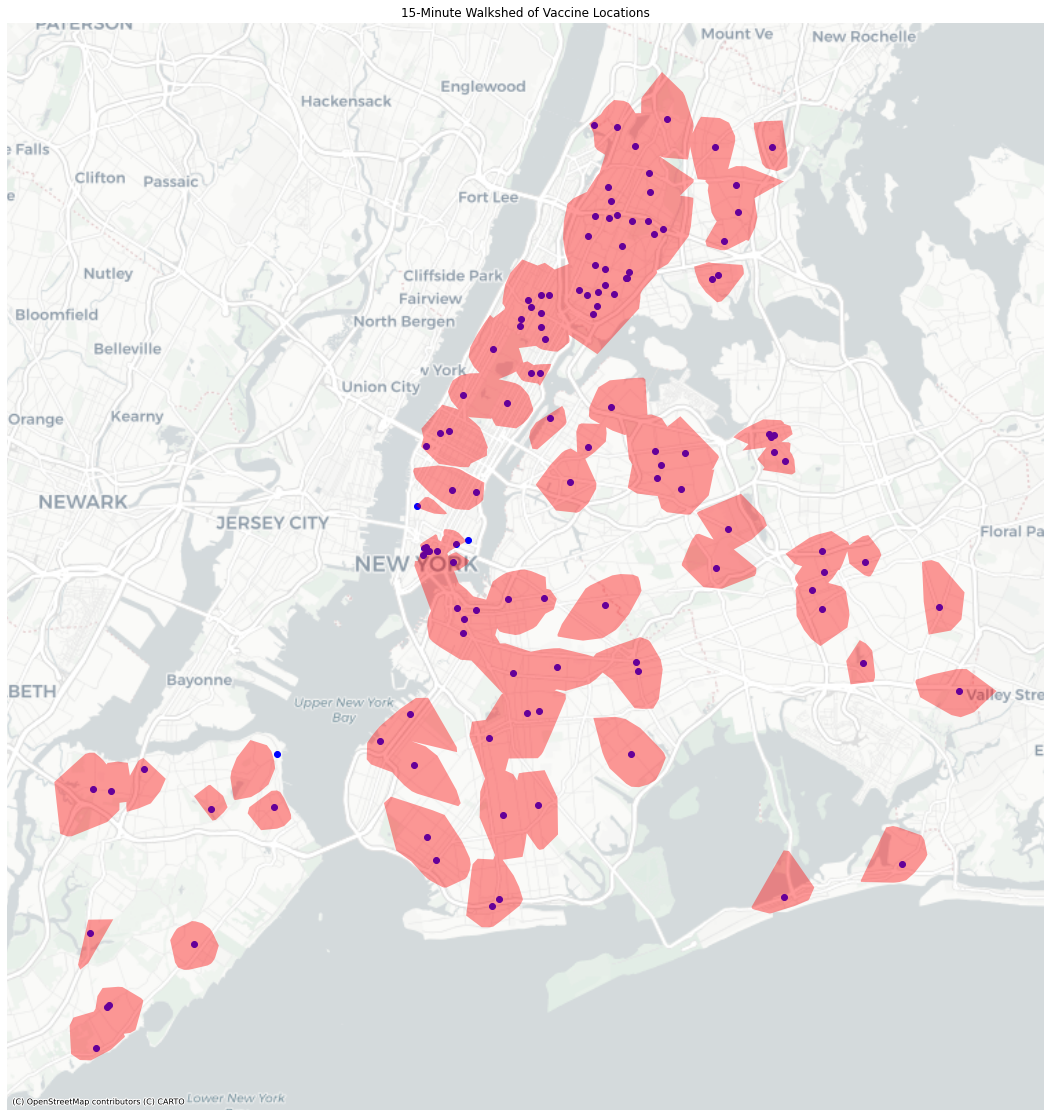 15-Minute Walkshed of Vaccine Locations
PATERSON
Mount Ve
New Rochelle
Englewood
Hackensack
e Falls
Clifton
Passaic
Fort Lee
Nutley
Cliffside Park
Fairview
Bloomfield
North Bergen
Belleville
w York
Union City
Orange
Kearny
NEWARK
JERSEY CITY
Floral Pa
NEW YORK
Bayonne
BETH
Upper New York
Bay
Valley Stre
E
(C) OpenStreetMap contributors (C) CARTO
Lower New York